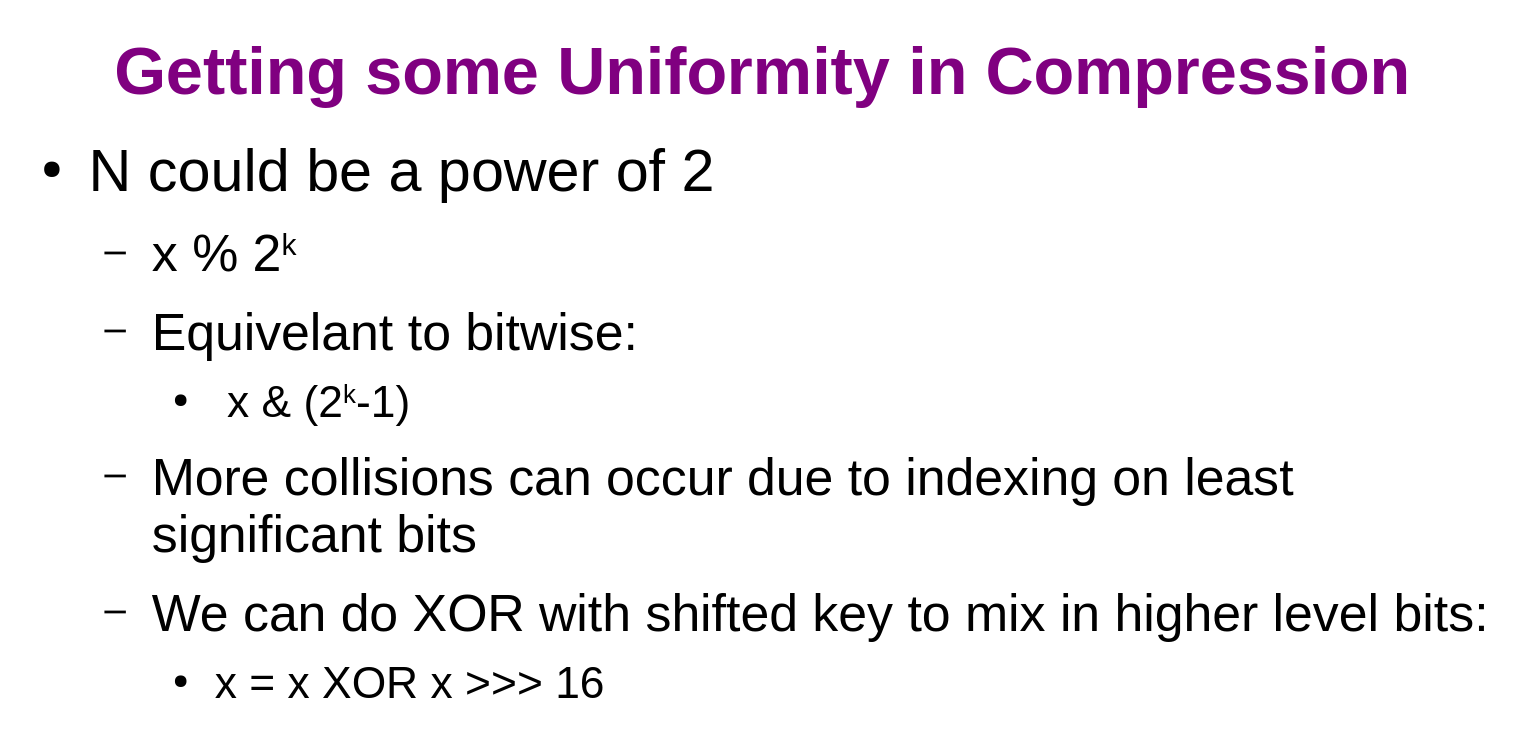 Getting some Uniformity in Compression
• N could be a power of 2
– x % 2ᵏ
– Equivelant to bitwise:
• x & (2ᵏ-1)
– More collisions can occur due to indexing on least
significant bits
– We can do XOR with shifted key to mix in higher level bits:
• x = x XOR x >>> 16